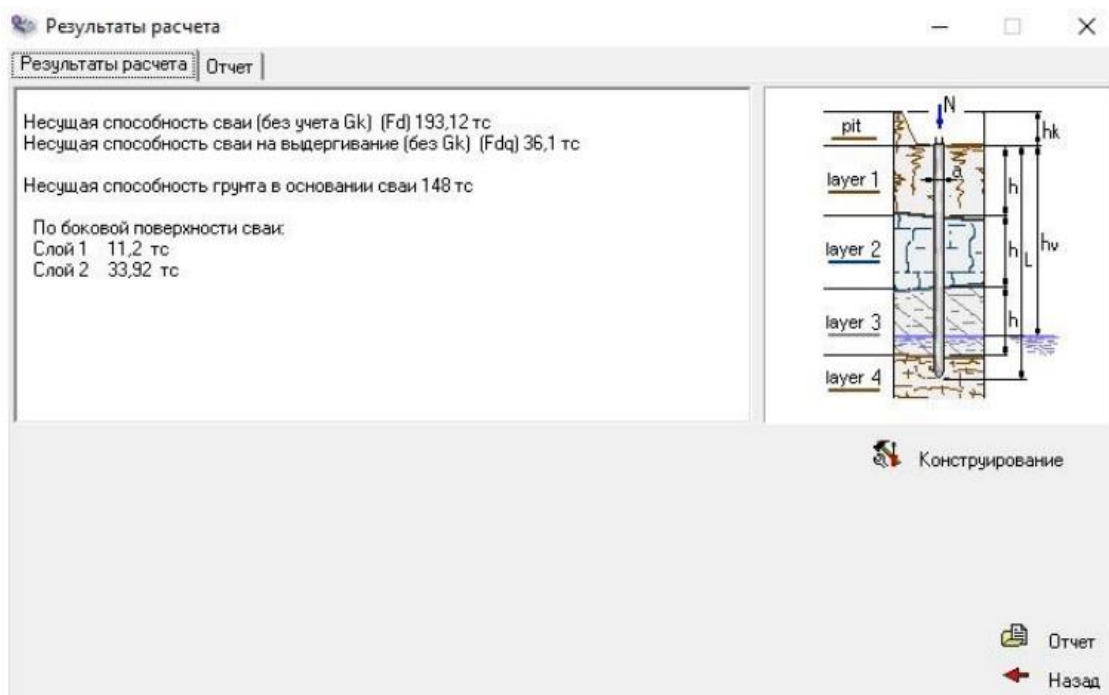 Результаты расчета
Результаты расчета
Отчет
Несущая способность сваи (без учета Gk) (Fd) 193,12 тс
Несущая способность сваи на выдергивание (без Gk) (Fdq) 36,1 тс
Несущая способность грунта в основании сваи 148 тс
По боковой поверхности сваи:
Слой 1 11,2 тс
Слой 2 33,92 тс
N
pit
hk
layer 1
a
h
layer 2
h
L
hv
layer 3
h
layer 4
Конструирование
Отчет
Назад